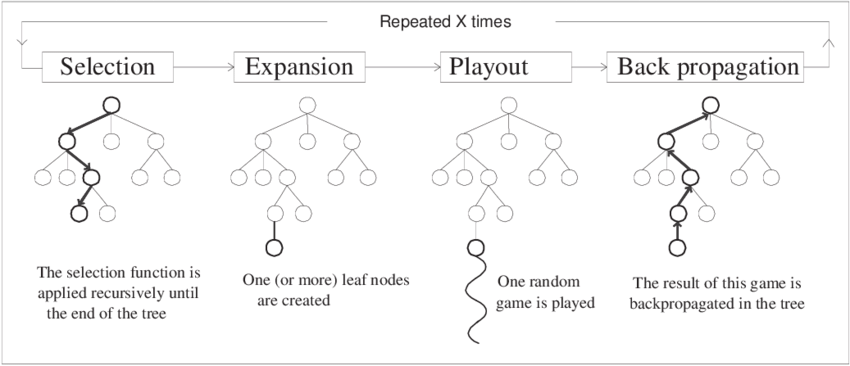 Repeated X times
Selection
Expansion
Playout
Back propagation
The selection function is
applied recursively until
the end of the tree
One (or more) leaf nodes
are created
One random
game is played
The result of this game is
backpropagated in the tree